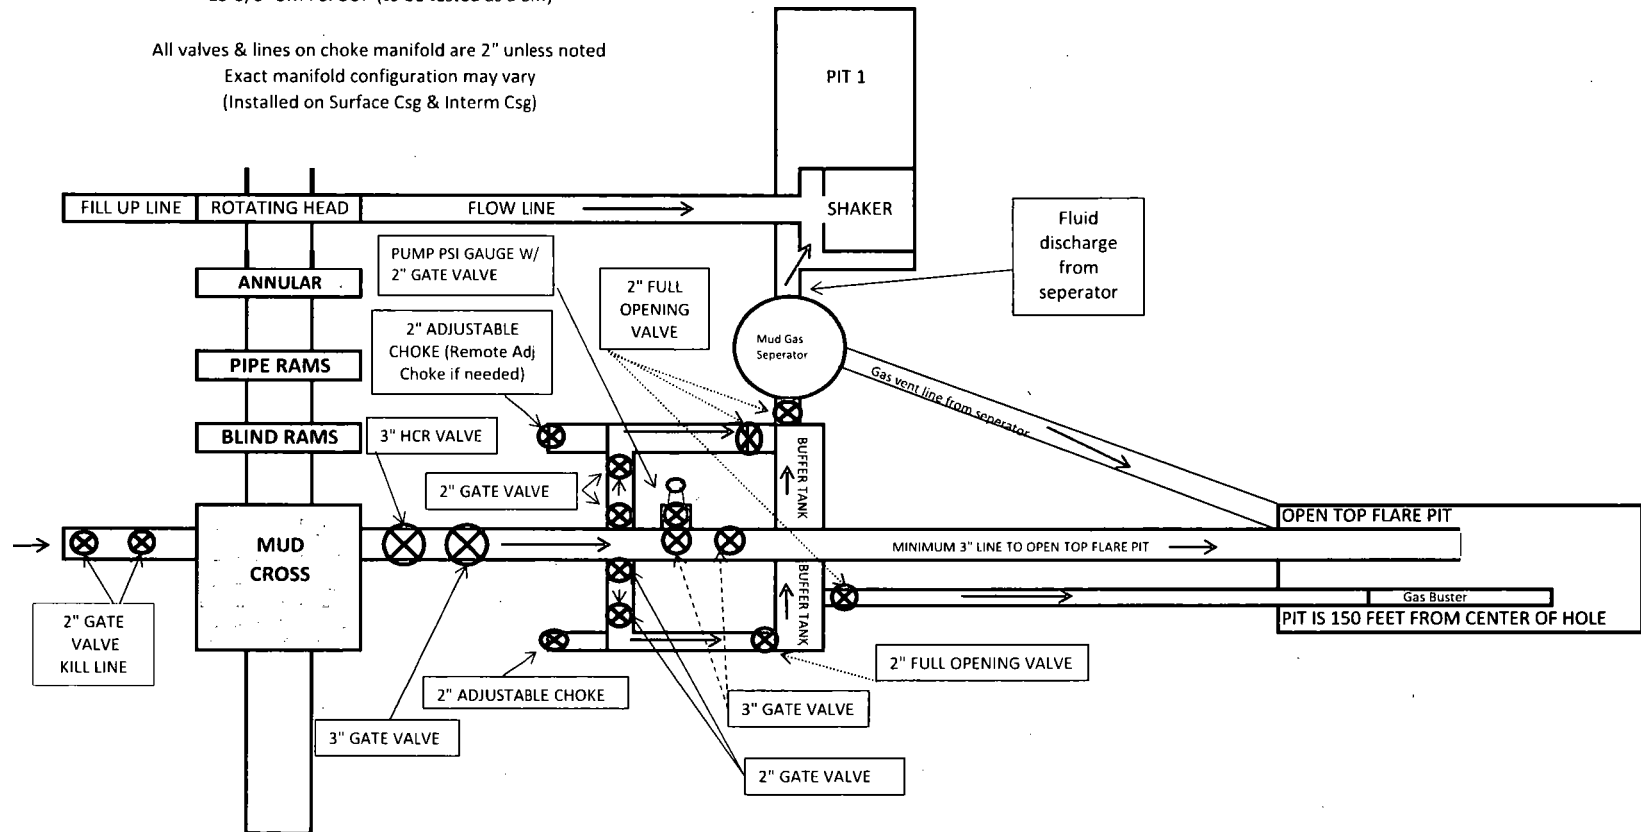 All valves & lines on choke manifold are 2" unless noted
Exact manifold configuration may vary
(Installed on Surface Csg & Interm Csg)
PIT 1
FILL UP LINE
ROTATING HEAD
FLOW LINE
SHAKER
Fluid
discharge
from
seperator
PUMP PSI GAUGE W/
2" GATE VALVE
ANNULAR
2" FULL
OPENING
VALVE
2" ADJUSTABLE
CHOKE (Remote Adj
Choke if needed)
Mud Gas
Seperator
PIPE RAMS
Gas vent line from seperator
BLIND RAMS
3" HCR VALVE
2" GATE VALVE
BUFFER TANK
OPEN TOP FLARE PIT
MUD
CROSS
MINIMUM 3" LINE TO OPEN TOP FLARE PIT
BUFFER TANK
Gas Buster
PIT IS 150 FEET FROM CENTER OF HOLE
2" GATE
VALVE
KILL LINE
2" FULL OPENING VALVE
2" ADJUSTABLE CHOKE
3" GATE VALVE
3" GATE VALVE
2" GATE VALVE